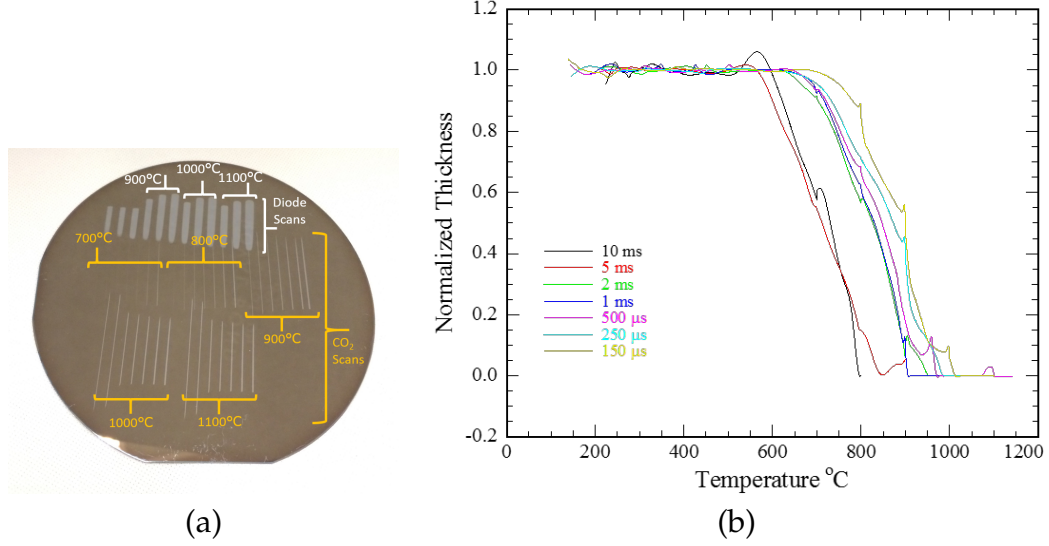 900°C
1000°C
1100°C
Diode
Scans
700°C
800°C
900°C
CO₂
Scans
1000°C
1100°C
(a)
Normalized Thickness
1.2
1.0
0.8
0.6
0.4
0.2
0.0
-0.2
10 ms
5 ms
2 ms
1 ms
500 μs
250 μs
150 μs
0 200 400 600 800 1000 1200
Temperature °C
(b)